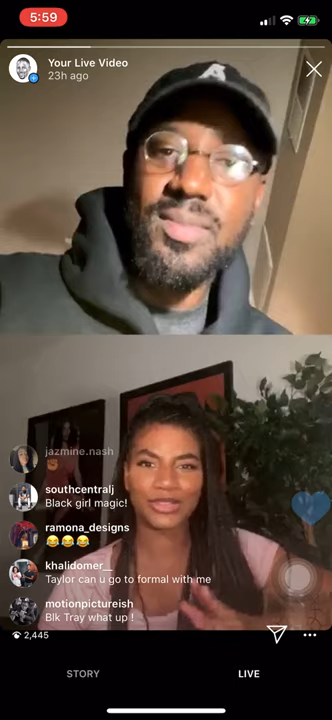 5:59
Your Live Video
23h ago
A
jazmine.nash
southcentralj
Black girl magic!
ramona_designs
😂😂😂
khalidomer__
Taylor can u go to formal with me
motionpictureish
Blk Tray what up !
2,445
STORY
LIVE